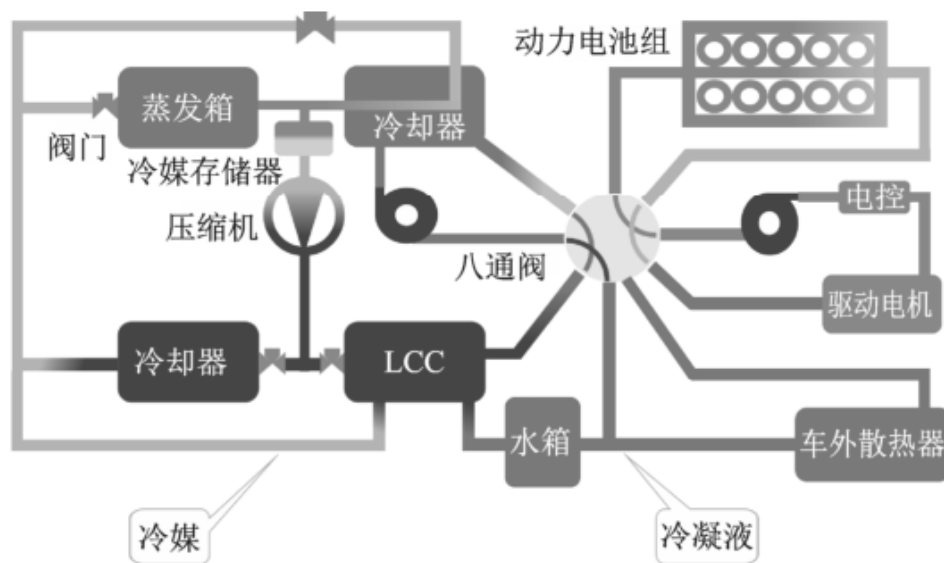 动力电池组
蒸发箱
冷却器
阀门
冷媒存储器
电控
压缩机
八通阀
驱动电机
冷却器
LCC
水箱
车外散热器
冷媒
冷凝液